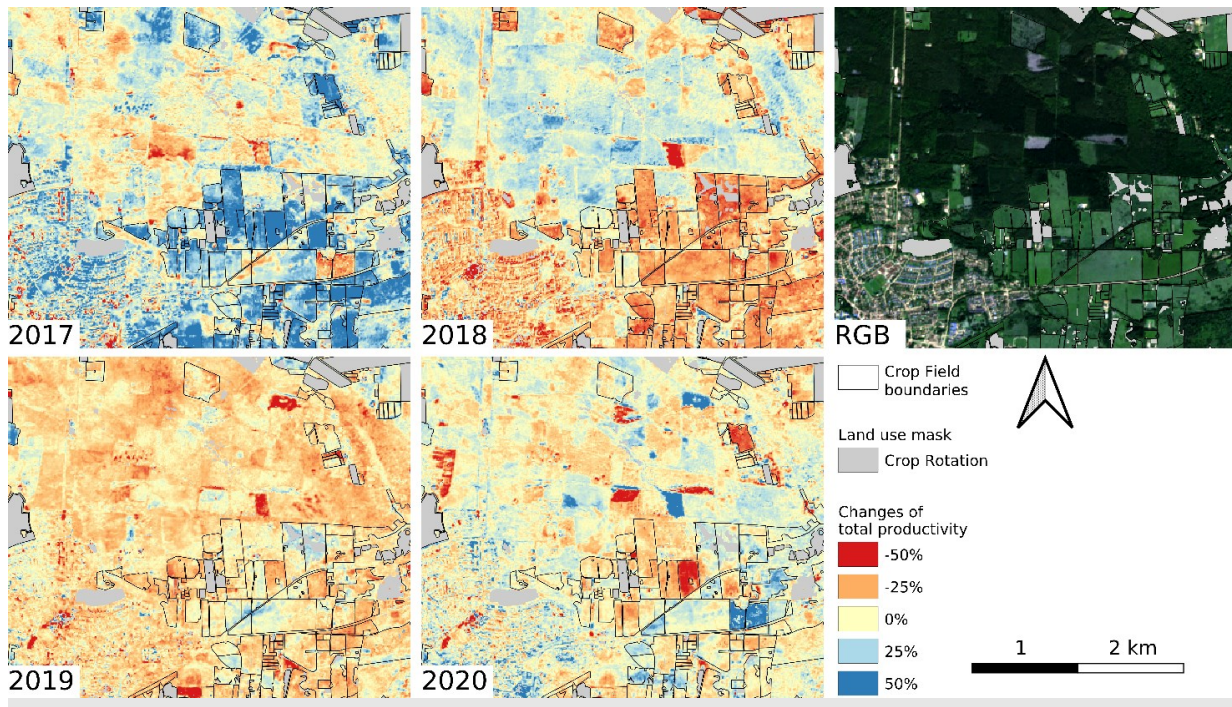 2017
2018
RGB
2019
2020
Crop Field
boundaries
Land use mask
Crop Rotation
Changes of
total productivity
-50%
-25%
0%
25%
50%
1
2 km